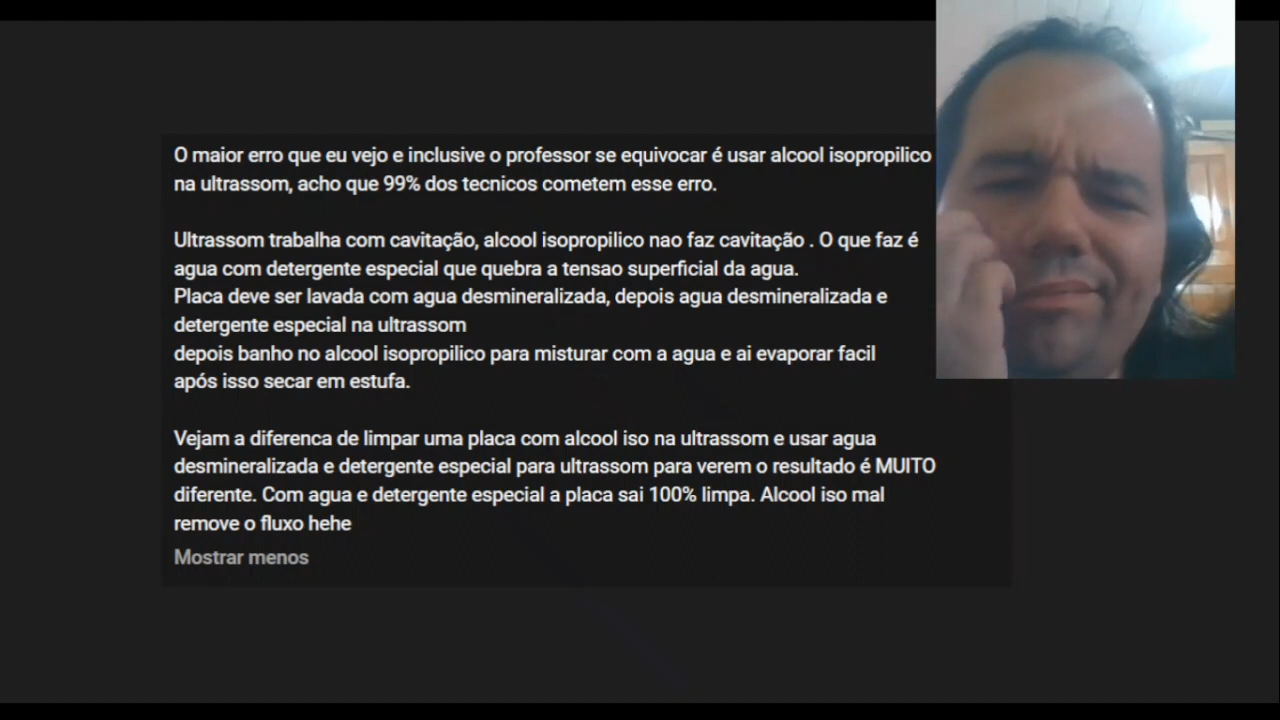 O maior erro que eu vejo e inclusive o professor se equivocar é usar alcool isopropilico
na ultrassom, acho que 99% dos tecnicos cometem esse erro.
Ultrassom trabalha com cavitação, alcool isopropilico nao faz cavitação . O que faz é
agua com detergente especial que quebra a tensao superficial da agua.
Placa deve ser lavada com agua desmineralizada, depois agua desmineralizada e
detergente especial na ultrassom
depois banho no alcool isopropilico para misturar com a agua e ai evaporar facil
após isso secar em estufa.
Vejam a diferenca de limpar uma placa com alcool iso na ultrassom e usar agua
desmineralizada e detergente especial para ultrassom para verem o resultado é MUITO
diferente. Com agua e detergente especial a placa sai 100% limpa. Alcool iso mal
remove o fluxo hehe
Mostrar menos